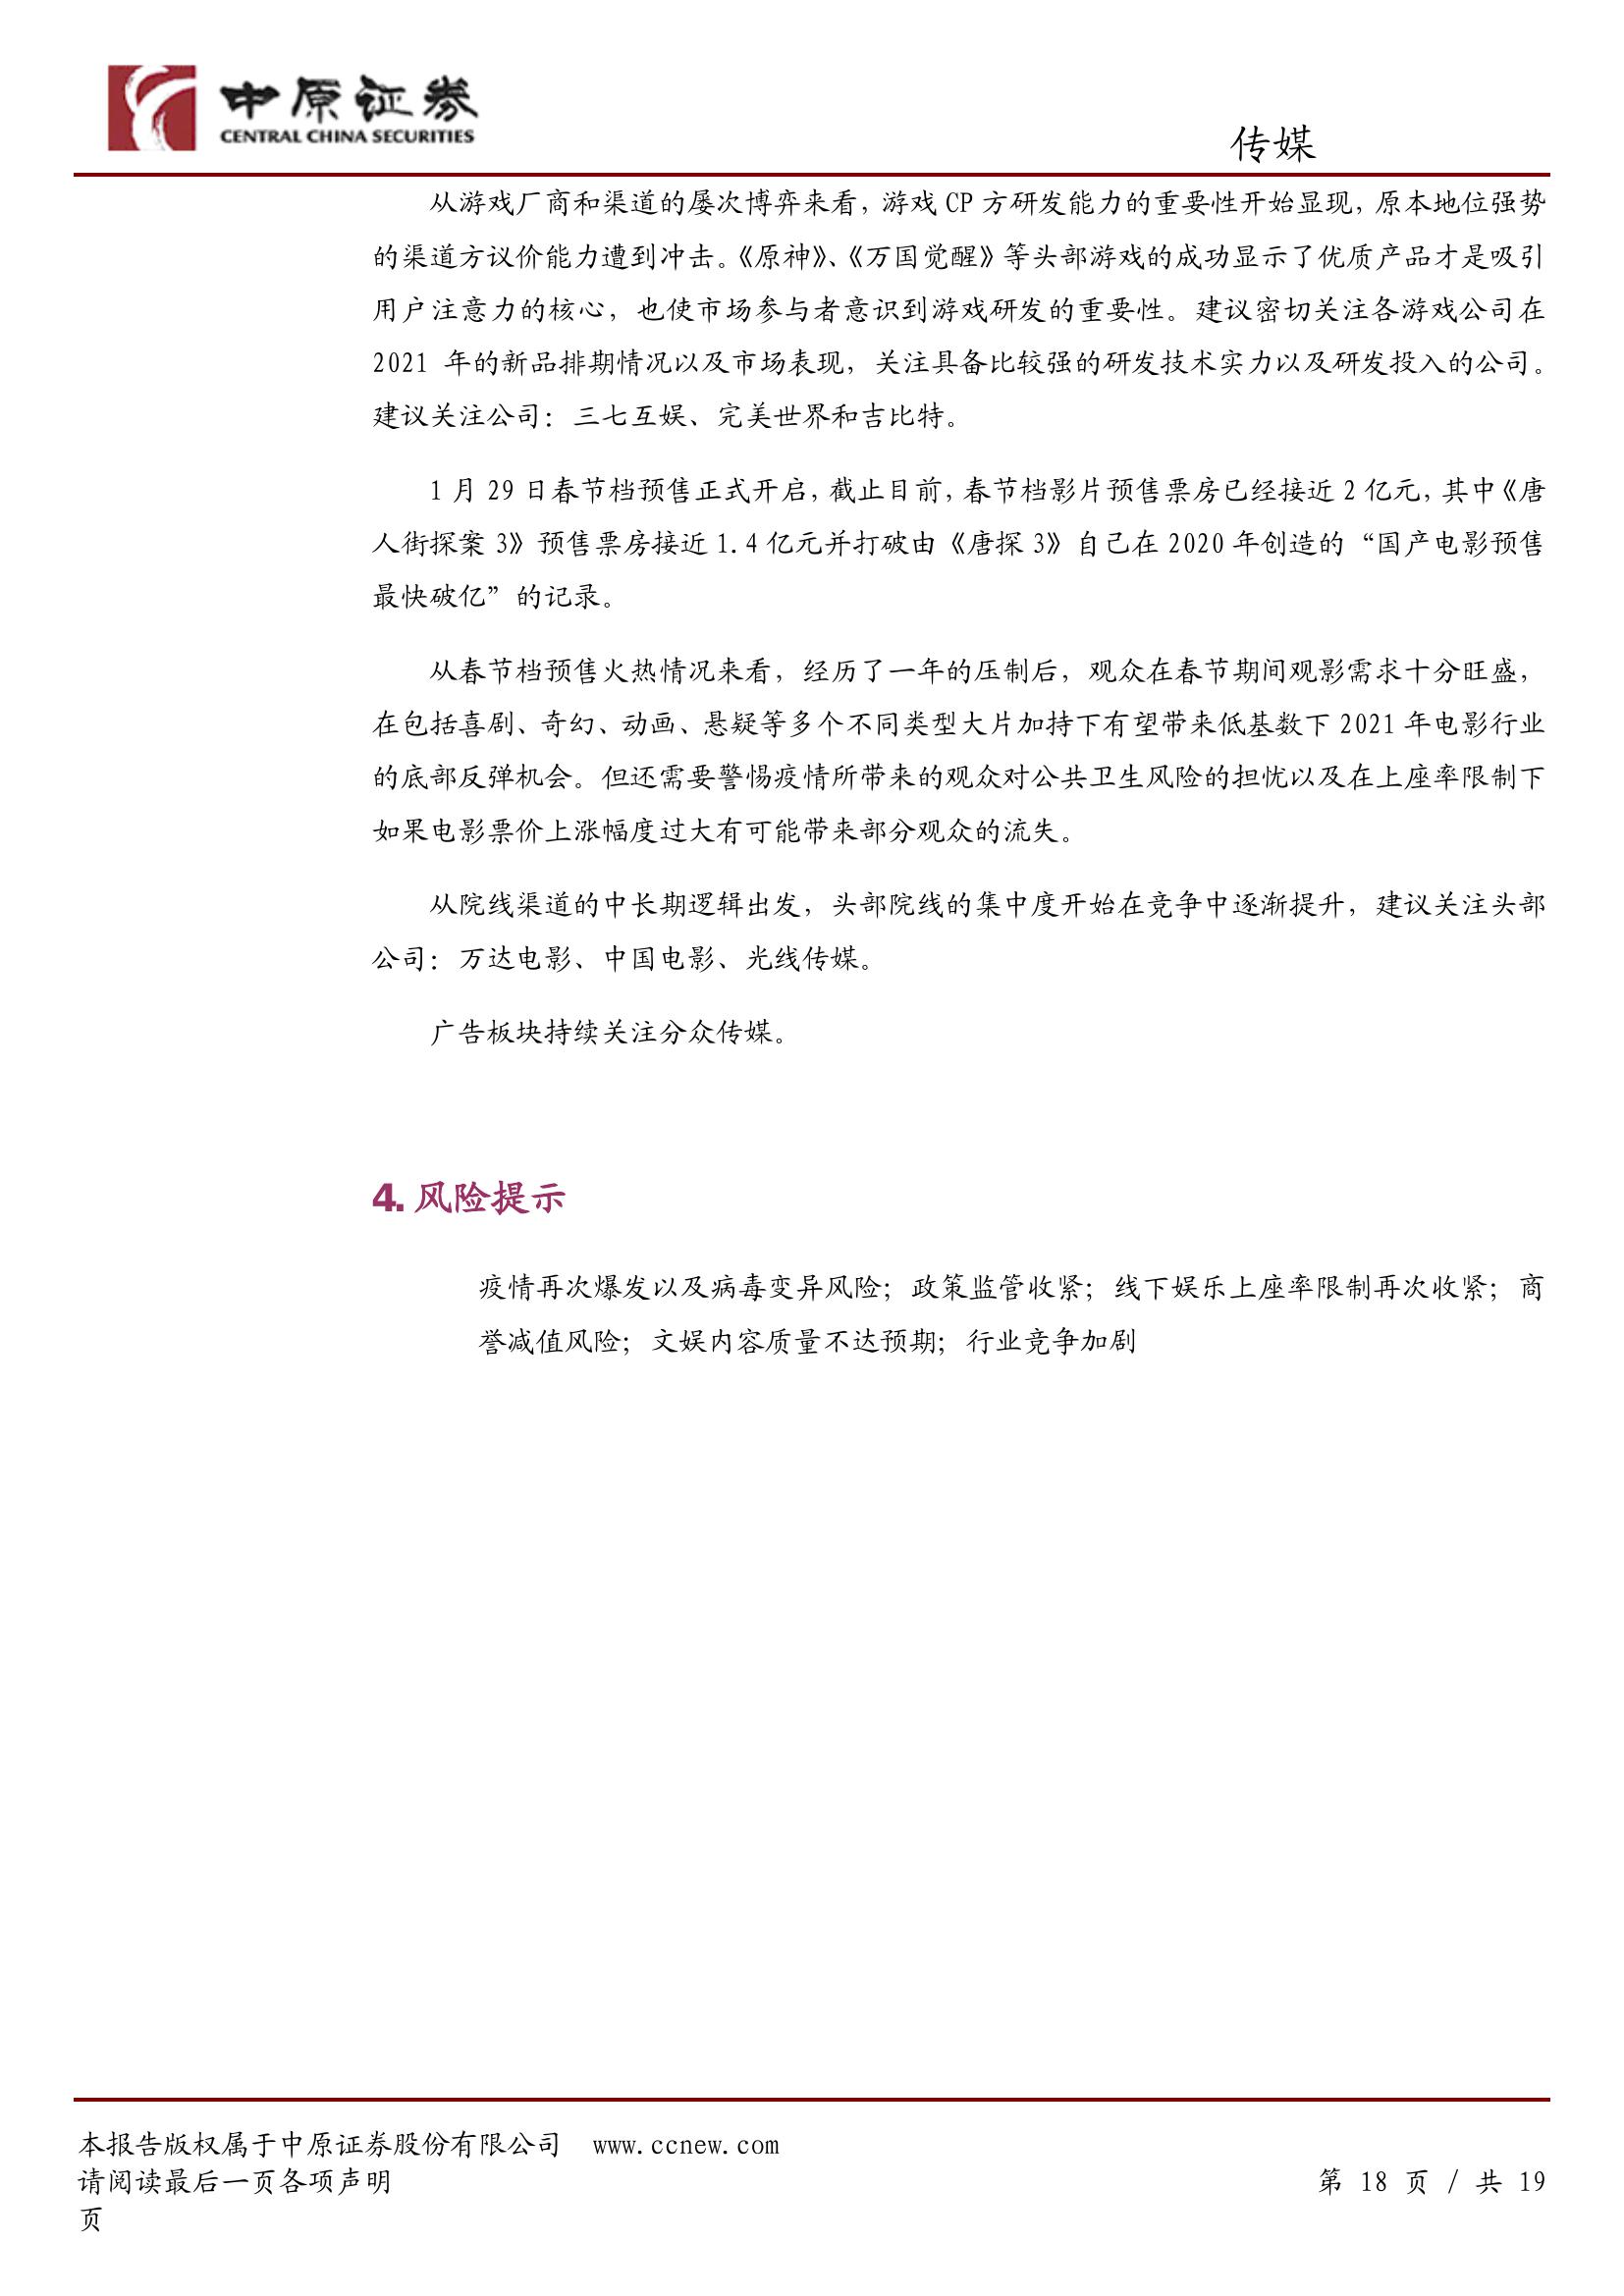 中原证券
CENTRAL CHINA SECURITIES
传媒
从游戏厂商和渠道的屡次博弈来看，游戏 CP 方研发能力的重要性开始显现，原本地位强势
的渠道方议价能力遭到冲击。《原神》、《万国觉醒》等头部游戏的成功显示了优质产品才是吸引
用户注意力的核心，也使市场参与者意识到游戏研发的重要性。建议密切关注各游戏公司在
2021 年的新品排期情况以及市场表现，关注具备比较强的研发技术实力以及研发投入的公司。
建议关注公司：三七互娱、完美世界和吉比特。
1 月 29 日春节档预售正式开启，截止目前，春节档影片预售票房已经接近 2 亿元，其中《唐
人街探案 3》预售票房接近 1.4 亿元并打破由《唐探 3》自己在 2020 年创造的“国产电影预售
最快破亿”的记录。
从春节档预售火热情况来看，经历了一年的压制后，观众在春节期间观影需求十分旺盛，
在包括喜剧、奇幻、动画、悬疑等多个不同类型大片加持下有望带来低基数下 2021 年电影行业
的底部反弹机会。但还需要警惕疫情所带来的观众对公共卫生风险的担忧以及在上座率限制下
如果电影票价上涨幅度过大有可能带来部分观众的流失。
从院线渠道的中长期逻辑出发，头部院线的集中度开始在竞争中逐渐提升，建议关注头部
公司：万达电影、中国电影、光线传媒。
广告板块持续关注分众传媒。
4. 风险提示
疫情再次爆发以及病毒变异风险；政策监管收紧；线下娱乐上座率限制再次收紧；商
誉减值风险；文娱内容质量不达预期；行业竞争加剧
本报告版权属于中原证券股份有限公司 www.ccnew.com
请阅读最后一页各项声明 第 18 页 / 共 19
页